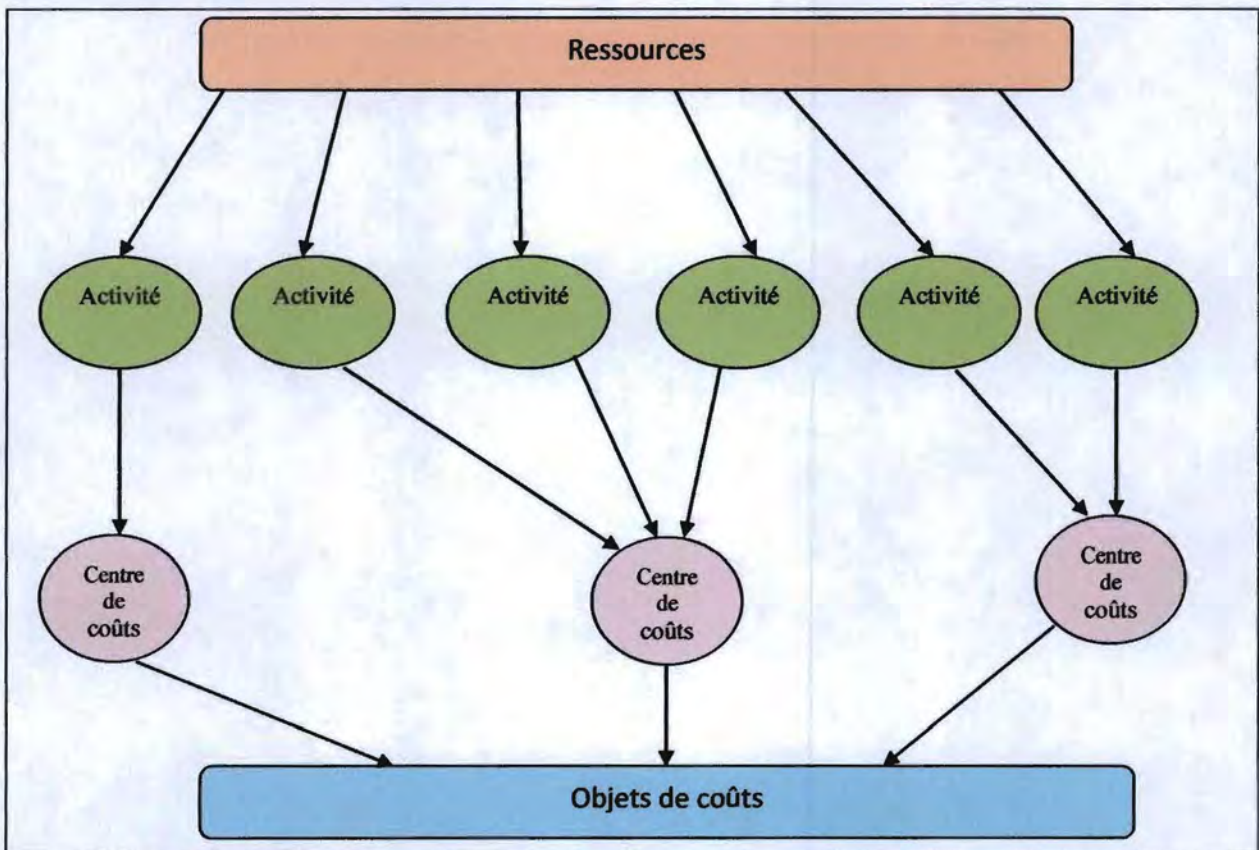 Ressources
Activité
Activité
Activité
Activité
Activité
Activité
Centre
de
coûts
Centre
de
coûts
Centre
de
coûts
Objets de coûts